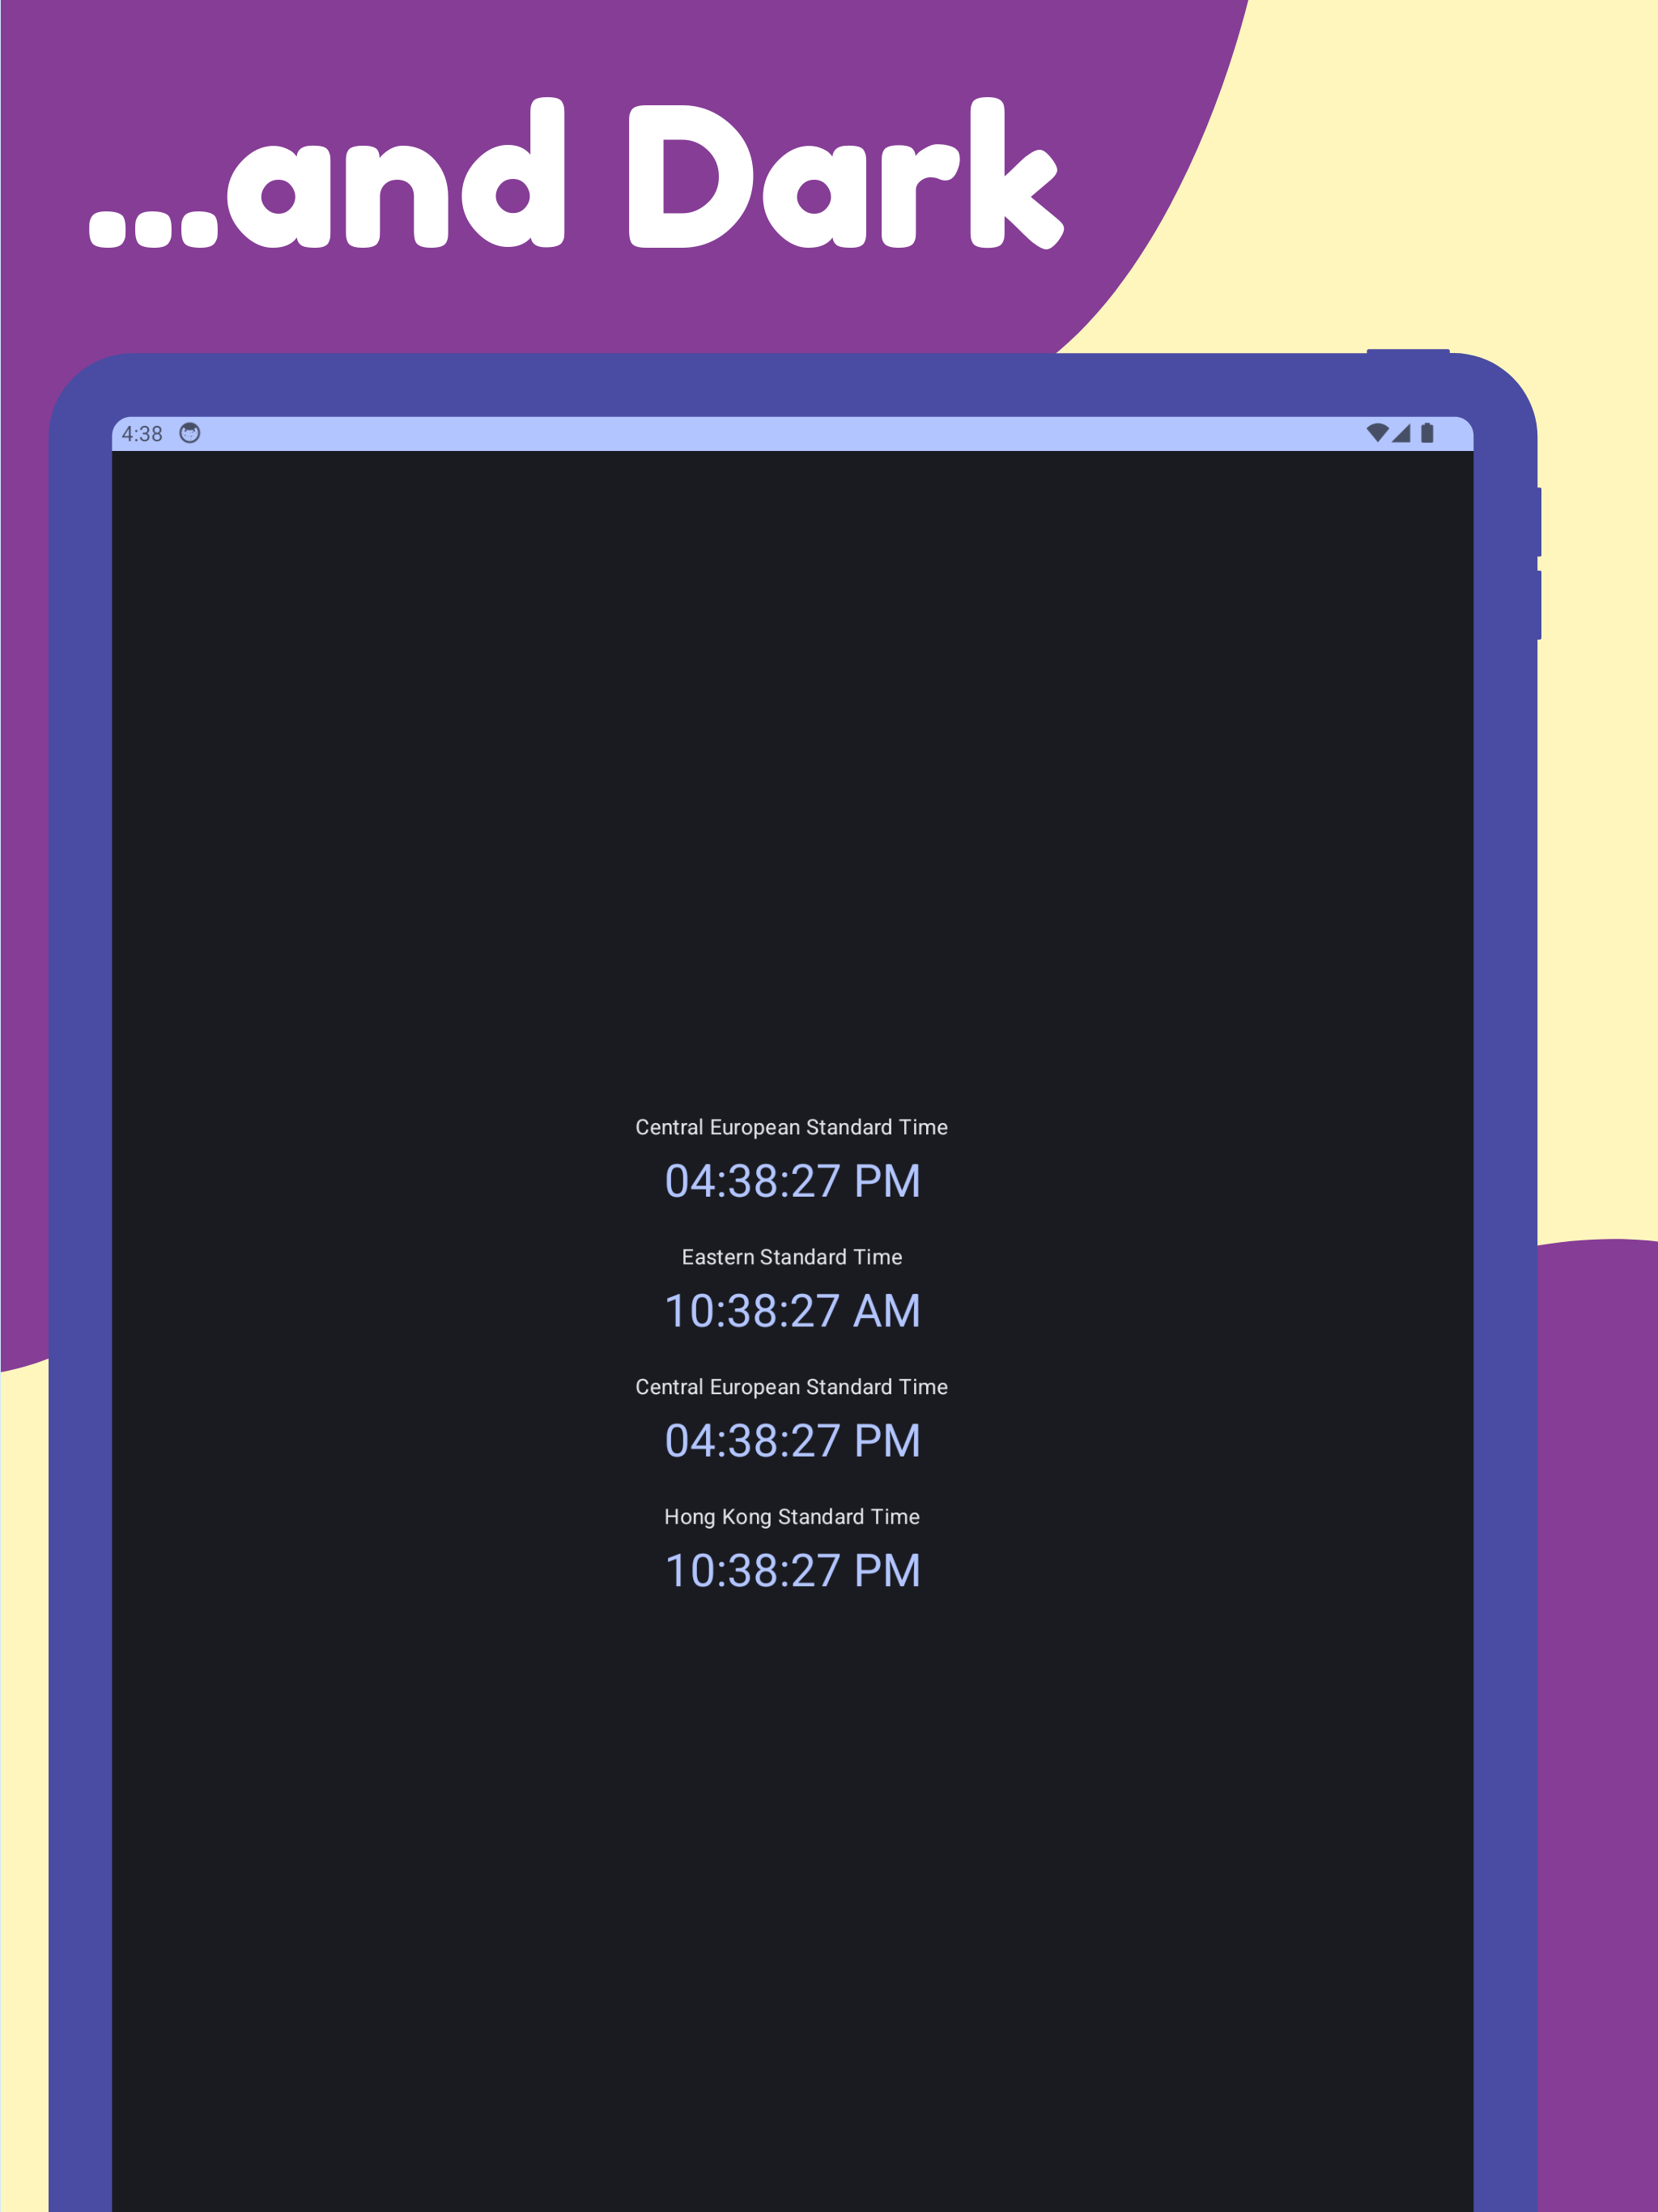 ...and Dark
4:38
Central European Standard Time
04:38:27 PM
Eastern Standard Time
10:38:27 AM
Central European Standard Time
04:38:27 PM
Hong Kong Standard Time
10:38:27 PM